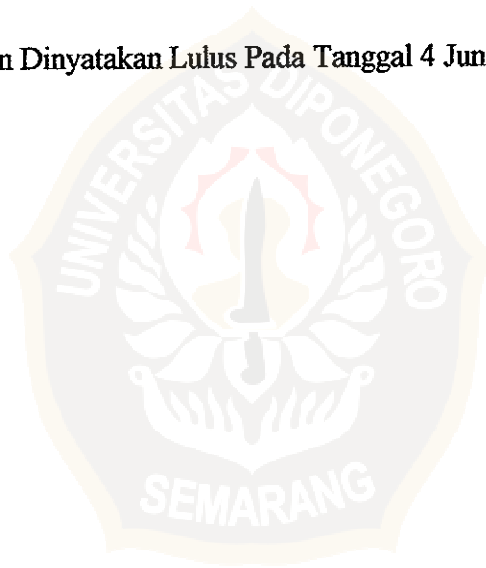 n Dinyatakan Lulus Pada Tanggal 4 Jun
UNIVERSITAS DIPONEGORO
SEMARANG